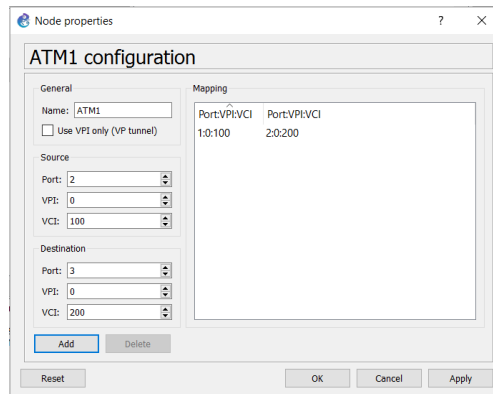 Node properties
?
ATM1 configuration
General
Name: ATM1
Use VPI only (VP tunnel)
Source
Port: 2
VPI: 0
VCI: 100
Destination
Port: 3
VPI: 0
VCI: 200
Add Delete
Mapping
Port:VPI:VCI Port:VPI:VCI
1:0:100 2:0:200
Reset OK Cancel Apply